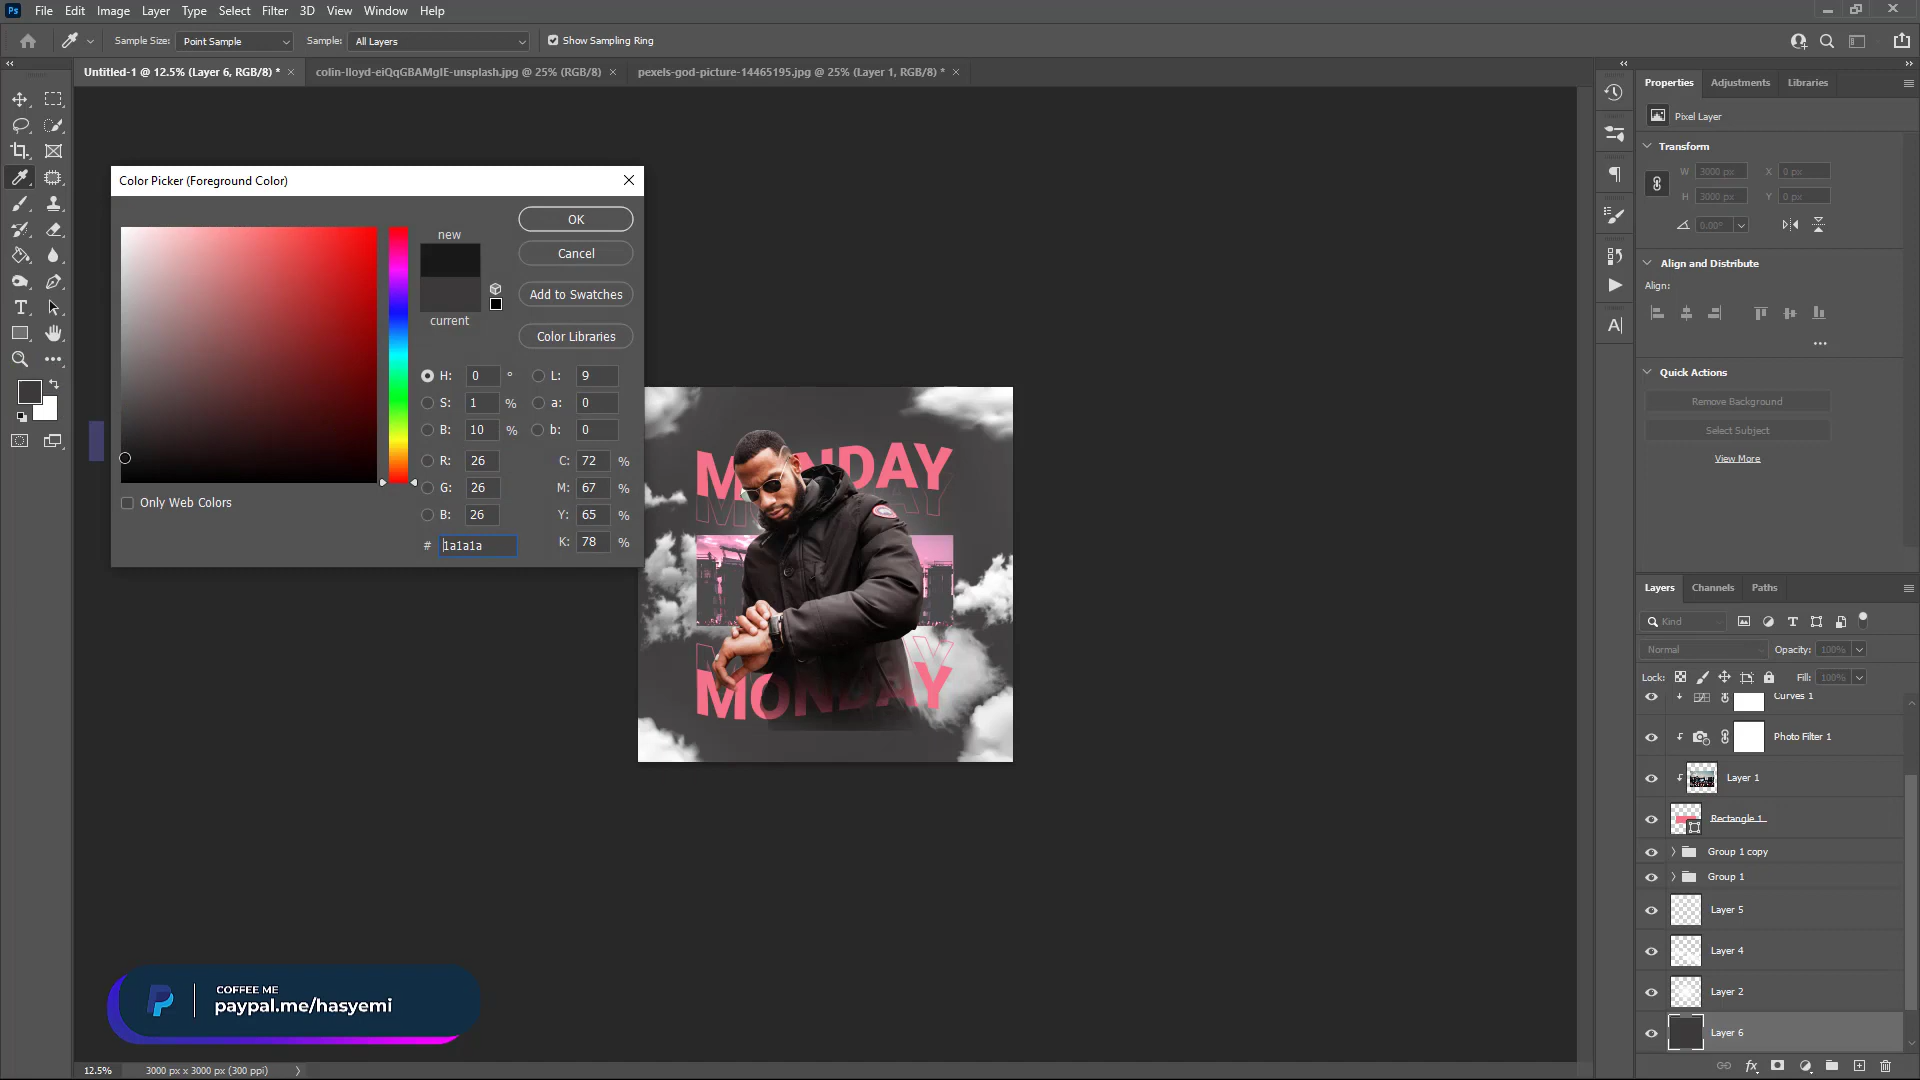 Ps File Edit Image Layer Type Select Filter 3D View Window Help
Sample Size: Point Sample Sample: All Layers Show Sampling Ring
Untitled-1 @ 12.5% (Layer 6, RGB/8) * × colin-lloyd-eiQqGBAMgIE-unsplash.jpg @ 25% (RGB/8) × pexels-god-picture-14465195.jpg @ 25% (Layer 1, RGB/8) * ×
Color Picker (Foreground Color)
new
OK
Cancel
Add to Swatches
current
Color Libraries
H: 0 ° L: 9
S: 1 % a: 0
B: 10 % b: 0
R: 26 C: 72 %
G: 26 M: 67 %
B: 26 Y: 65 %
# 1a1a1a K: 78 %
Only Web Colors
MONDAY
MONDAY
MONDAY
MONDAY
COFFEE ME
paypal.me/hasyemi
12.5% 3000 px x 3000 px (300 ppi)
Properties Adjustments Libraries
Pixel Layer
Transform
W 3000 px X 0 px
H 3000 px Y 0 px
0.00°
Align and Distribute
Align:
Quick Actions
Remove Background
Select Subject
View More
Layers Channels Paths
Kind
Normal Opacity: 100%
Lock: Fill: 100%
Curves 1
Photo Filter 1
Layer 1
Rectangle 1
Group 1 copy
Group 1
Layer 5
Layer 4
Layer 2
Layer 6
fx